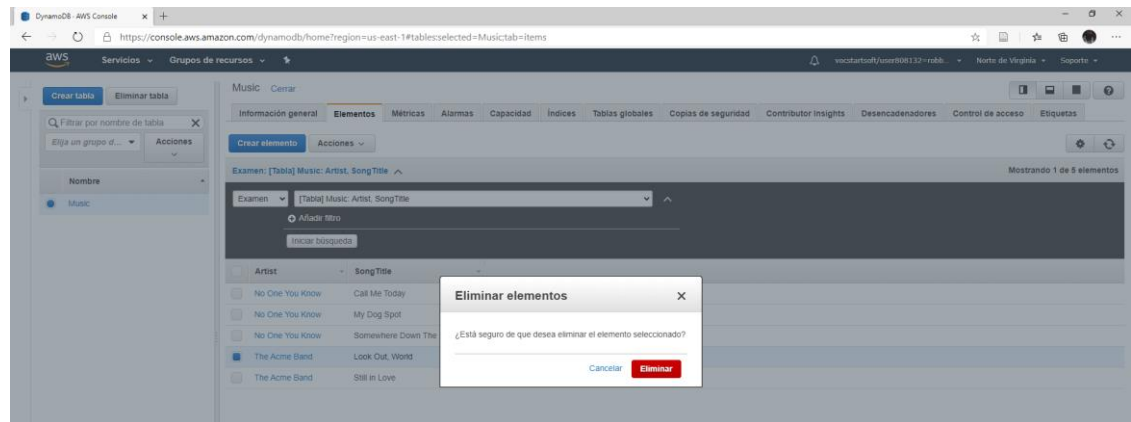 DynamoDB - AWS Console
https://console.aws.amazon.com/dynamodb/home?region=us-east-1#tables:selected=Music;tab=items
aws Servicios Grupos de recursos vocstartsoft/user808132=robb... Norte de Virginia Soporte
Crear tabla Eliminar tabla
Filtrar por nombre de tabla
Elija un grupo d... Acciones
Nombre
Music
Music Cerrar
Información general Elementos Métricas Alarmas Capacidad Índices Tablas globales Copias de seguridad Contributor Insights Desencadenadores Control de acceso Etiquetas
Crear elemento Acciones
Examen: [Tabla] Music: Artist, SongTitle Mostrando 1 de 5 elementos
Examen [Tabla] Music: Artist, SongTitle
Añadir filtro
Iniciar búsqueda
Artist SongTitle
No One You Know Call Me Today
No One You Know My Dog Spot
No One You Know Somewhere Down The
The Acme Band Look Out, World
The Acme Band Still in Love
Eliminar elementos
¿Está seguro de que desea eliminar el elemento seleccionado?
Cancelar Eliminar